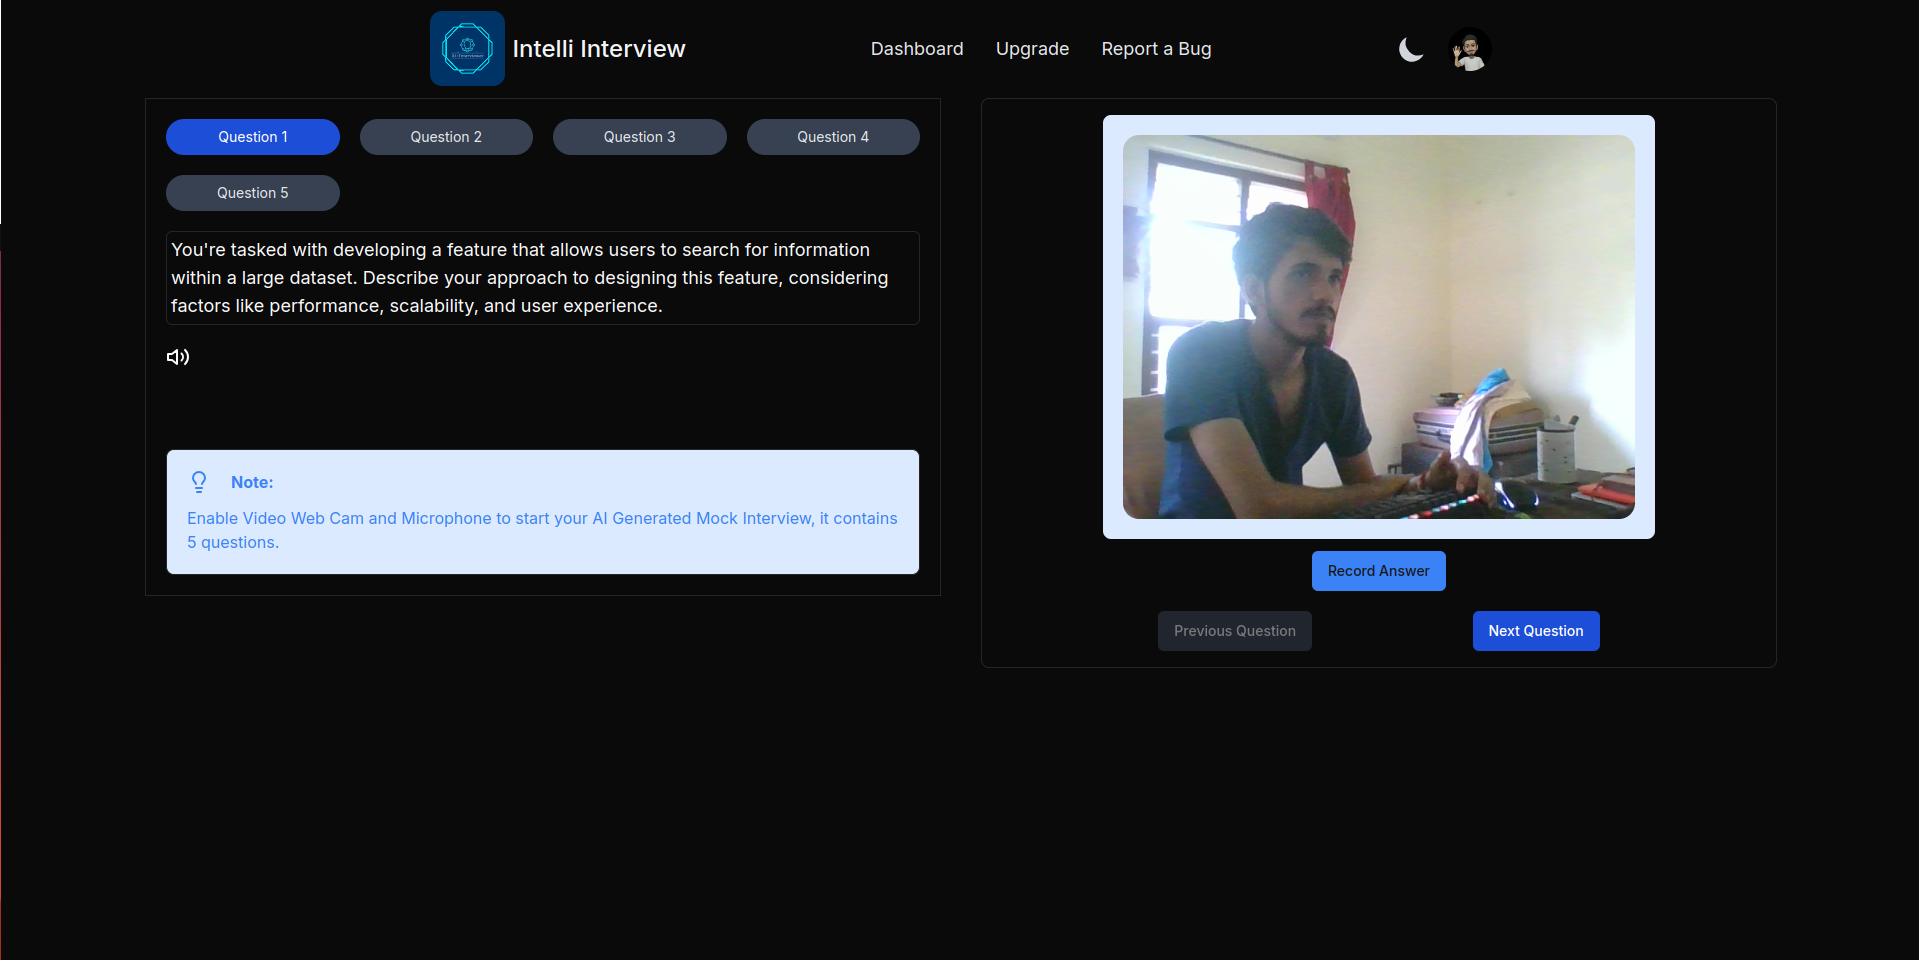 Intelli Interview
Dashboard
Upgrade
Report a Bug
Question 1
Question 2
Question 3
Question 4
Question 5
You're tasked with developing a feature that allows users to search for information
within a large dataset. Describe your approach to designing this feature, considering
factors like performance, scalability, and user experience.
Note:
Enable Video Web Cam and Microphone to start your AI Generated Mock Interview, it contains
5 questions.
Record Answer
Previous Question
Next Question